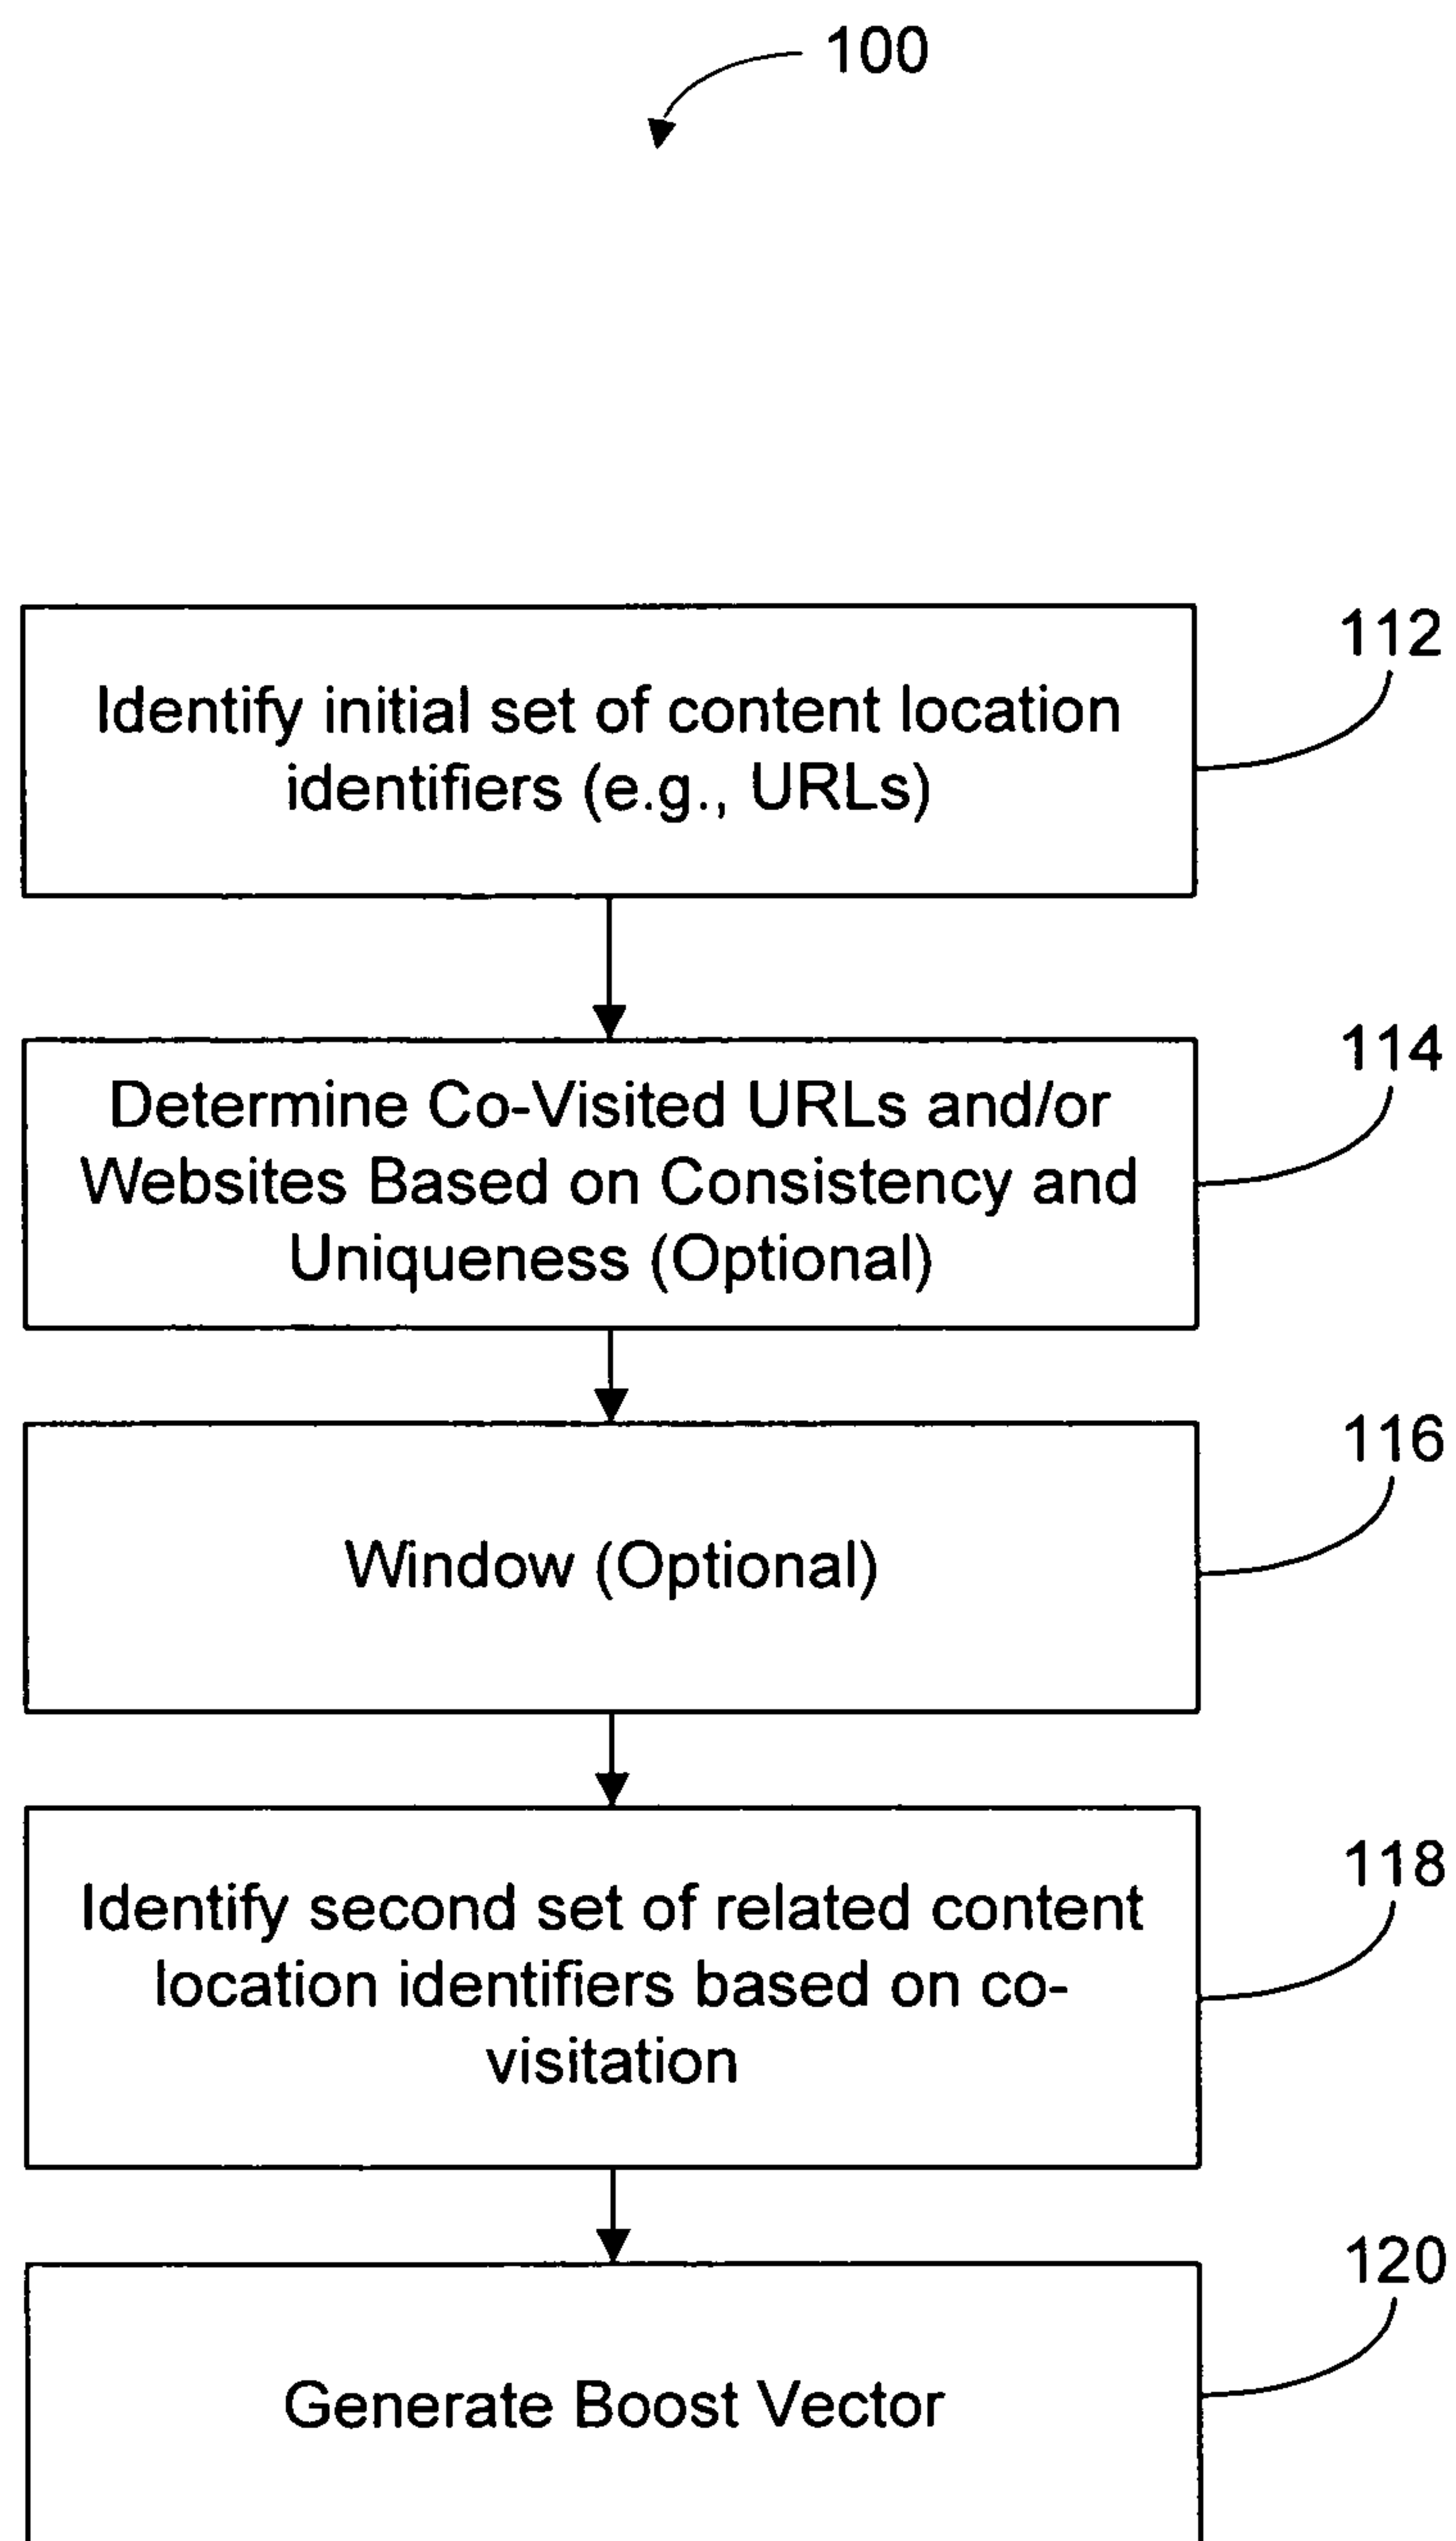 100
112
Identify initial set of content location
identifiers (e.g., URLs)
114
Determine Co-Visited URLs and/or
Websites Based on Consistency and
Uniqueness (Optional)
116
Window (Optional)
118
Identify second set of related content
location identifiers based on co-
visitation
120
Generate Boost Vector